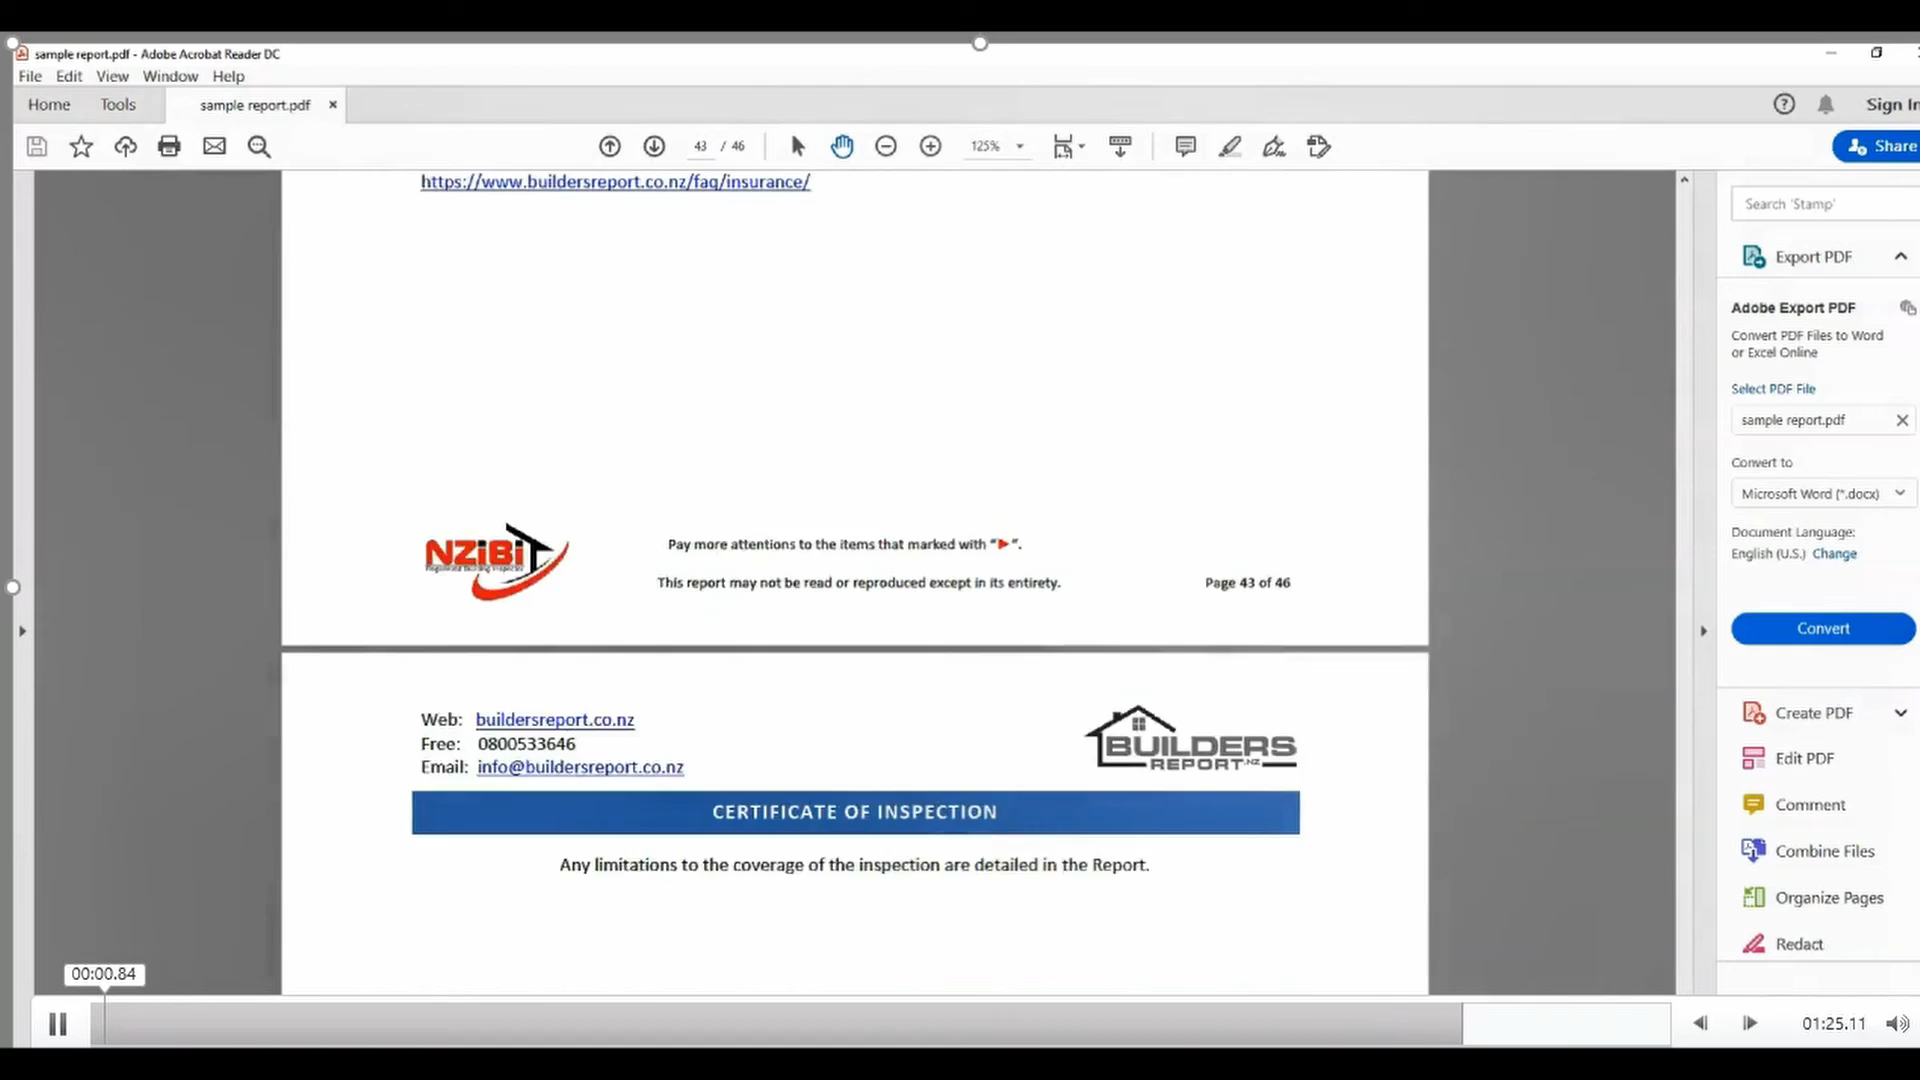 sample report.pdf - Adobe Acrobat Reader DC
File Edit View Window Help
Home Tools sample report.pdf × Sign In
43 / 46 125% Share
https://www.buildersreport.co.nz/faq/insurance/
Search 'Stamp'
Export PDF
Adobe Export PDF
Convert PDF Files to Word
or Excel Online
Select PDF File
sample report.pdf
Convert to
Microsoft Word (*.docx)
Document Language:
English (U.S.) Change
Convert
Create PDF
Edit PDF
Comment
Combine Files
Organize Pages
Redact
NZiBi
Pay more attentions to the items that marked with "►".
This report may not be read or reproduced except in its entirety. Page 43 of 46
Web: buildersreport.co.nz
Free: 0800533646
Email: info@buildersreport.co.nz
BUILDERS
REPORT.NZ
CERTIFICATE OF INSPECTION
Any limitations to the coverage of the inspection are detailed in the Report.
00:00.84
01:25.11